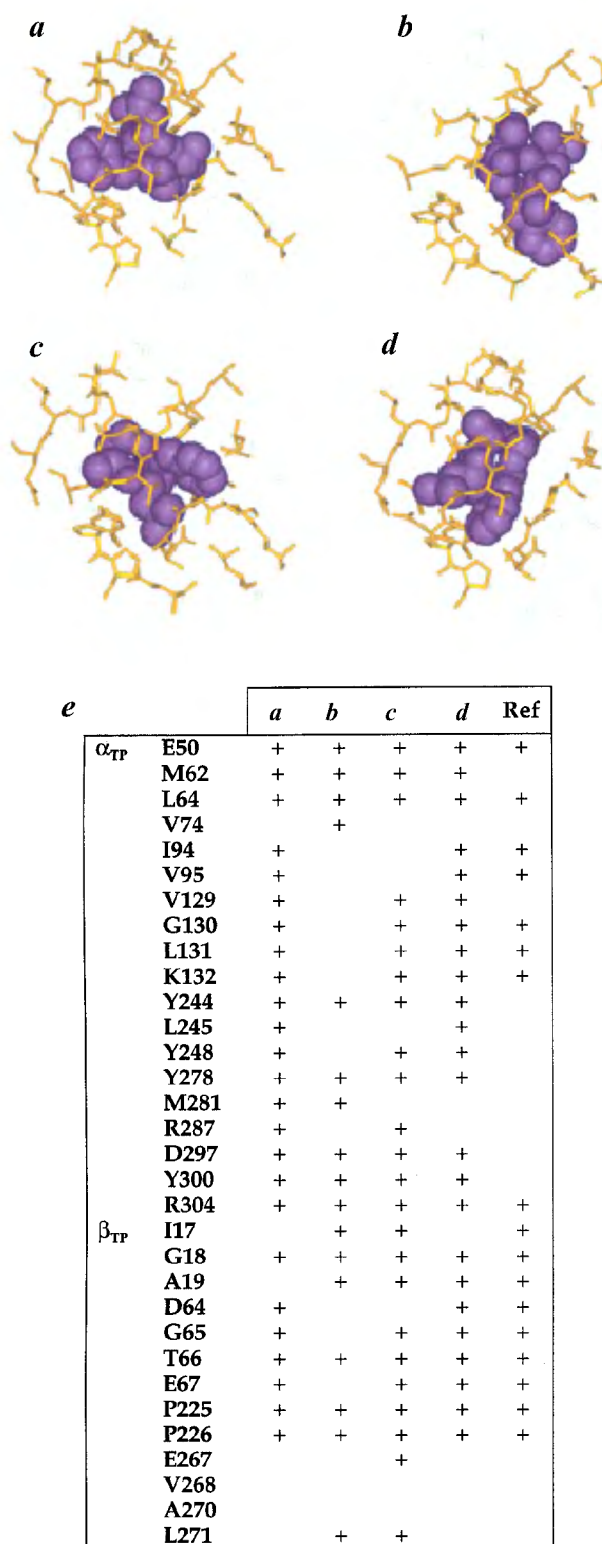 a b
c d
e a b c d Ref
αTP E50 + + + + +
M62 + + + +
L64 + + + + +
V74 +
I94 + + +
V95 + + +
V129 + + +
G130 + + + +
L131 + + + +
K132 + + + +
Y244 + + + +
L245 + +
Y248 + + +
Y278 + + + +
M281 + +
R287 + +
D297 + + + +
Y300 + + + +
R304 + + + + +
βTP I17 + + +
G18 + + + + +
A19 + + + +
D64 + + +
G65 + + + +
T66 + + + + +
E67 + + + +
P225 + + + + +
P226 + + + + +
E267 +
V268
A270
L271 + +